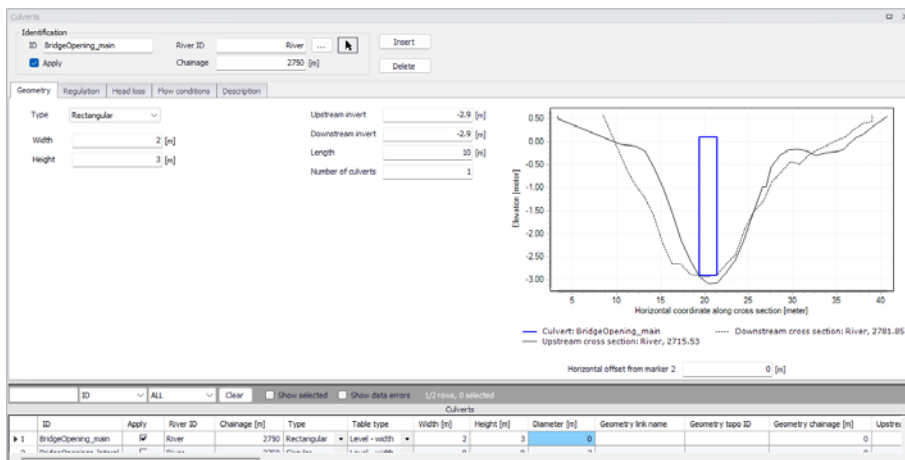 Culverts
Identification
ID BridgeOpening_main River ID River ... Insert
Apply Chainage 2750 [m] Delete
Geometry Regulation Head loss Flow conditions Description
Type Rectangular Upstream invert -2.9 [m]
Downstream invert -2.9 [m]
Width 2 [m] Length 10 [m]
Height 3 [m] Number of culverts 1
0.50
0.00
-0.50
-1.00
-1.50
-2.00
-2.50
-3.00
Elevation [meter]
5 10 15 20 25 30 35 40
Horizontal coordinate along cross section [meter]
Culvert: BridgeOpening_main Downstream cross section: River, 2781.85
Upstream cross section: River, 2715.53
Horizontal offset from marker 2 0 [m]
ID ALL Clear Show selected Show data errors 1/2 rows, 0 selected
Culverts
ID Apply River ID Chainage [m] Type Table type Width [m] Height [m] Diameter [m] Geometry link name Geometry topo ID Geometry chainage [m] Upstre
1 BridgeOpening_main River 2750 Rectangular Level - width 2 3 0 0